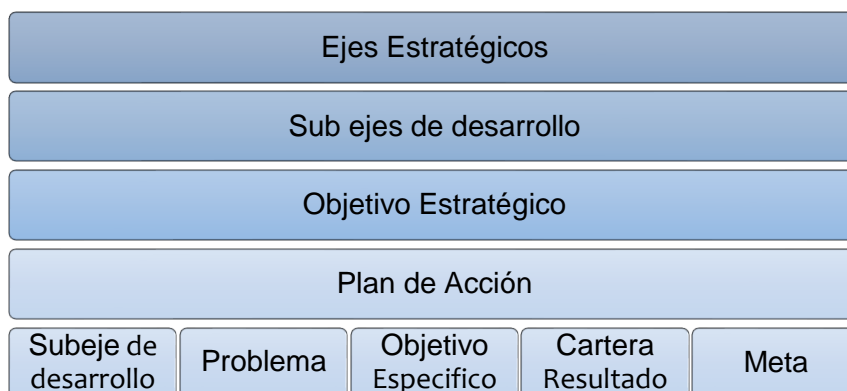 Ejes Estratégicos
Sub ejes de desarrollo
Objetivo Estratégico
Plan de Acción
Subeje de
desarrollo
Problema
Objetivo
Especifico
Cartera
Resultado
Meta